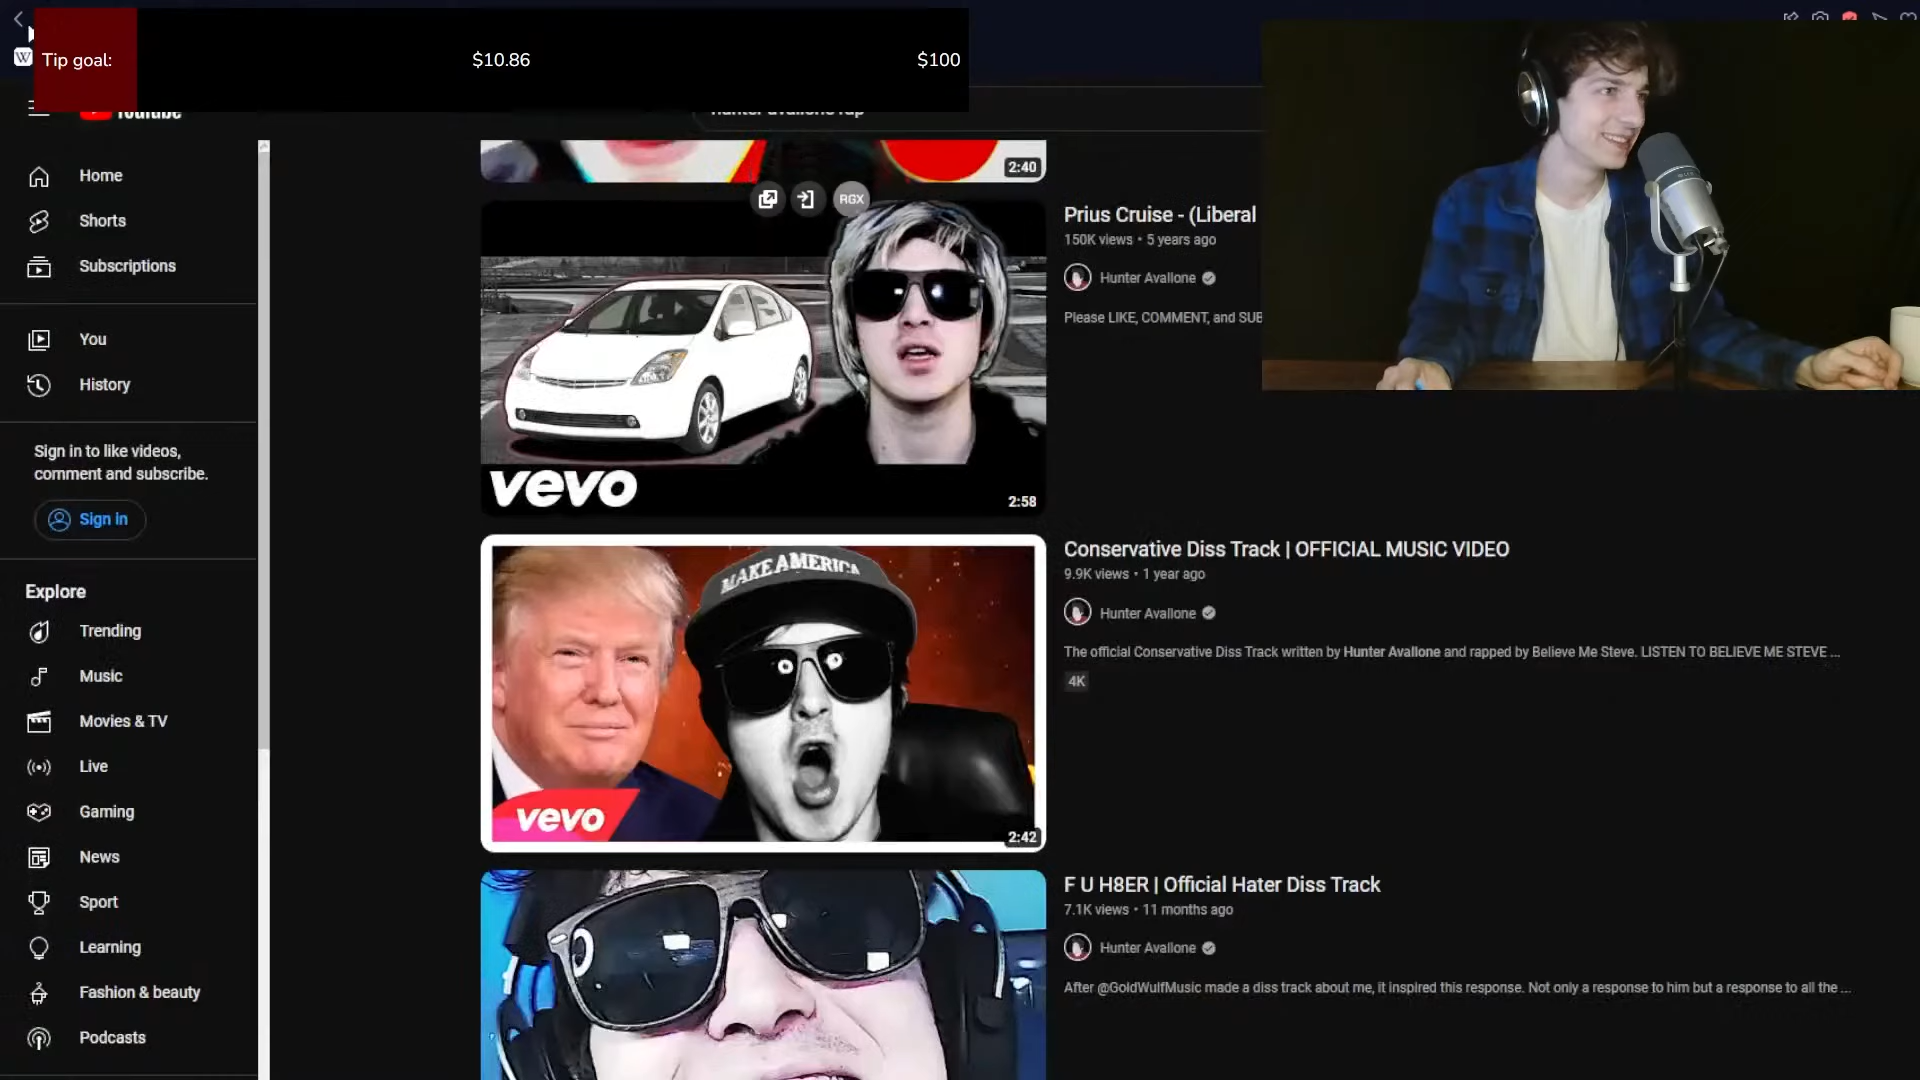 Tip goal:
$10.86
$100
W
YouTube
hunter avallone rap
Home
Shorts
Subscriptions
You
History
Sign in to like videos,
comment and subscribe.
Sign in
Explore
Trending
Music
Movies & TV
Live
Gaming
News
Sport
Learning
Fashion & beauty
Podcasts
2:40
RGX
vevo
2:58
Prius Cruise - (Liberal
150K views • 5 years ago
Hunter Avallone
Please LIKE, COMMENT, and SUB
MAKE AMERICA
vevo
2:42
Conservative Diss Track | OFFICIAL MUSIC VIDEO
9.9K views • 1 year ago
Hunter Avallone
The official Conservative Diss Track written by Hunter Avallone and rapped by Believe Me Steve. LISTEN TO BELIEVE ME STEVE ...
4K
F U H8ER | Official Hater Diss Track
7.1K views • 11 months ago
Hunter Avallone
After @GoldWulfMusic made a diss track about me, it inspired this response. Not only a response to him but a response to all the ...